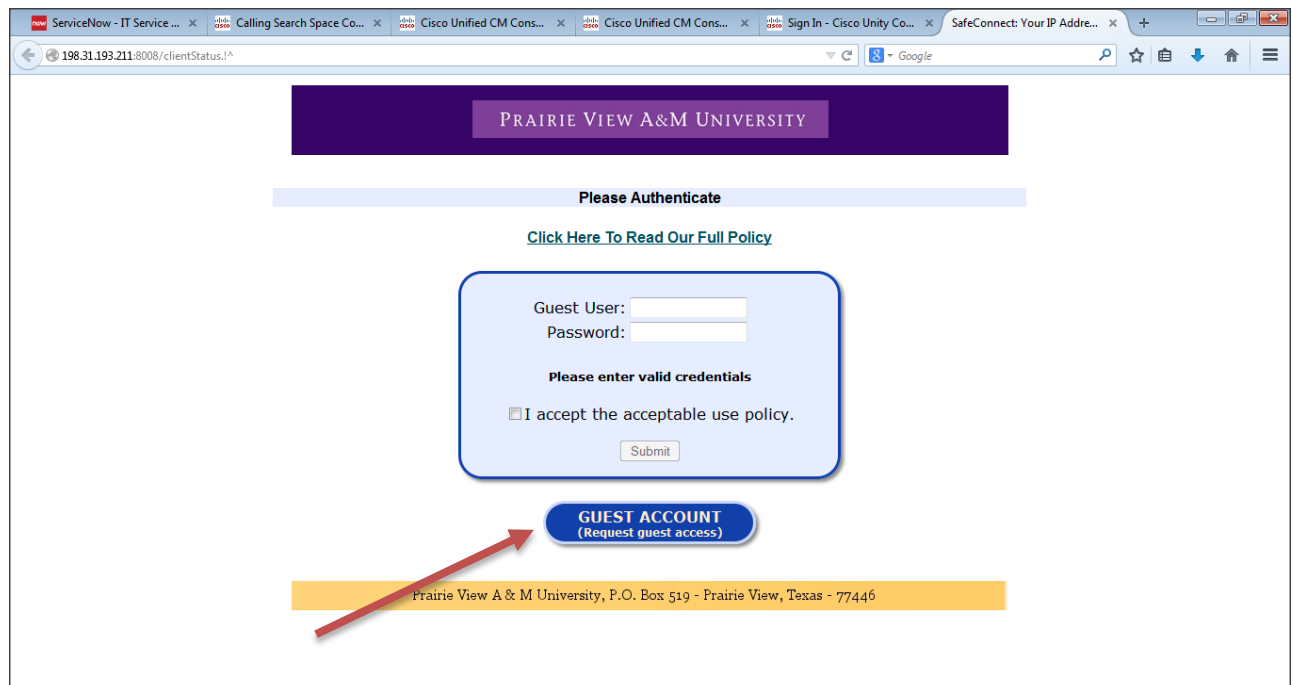 now ServiceNow - IT Service ... × Calling Search Space Co... × Cisco Unified CM Cons... × Cisco Unified CM Cons... × Sign In - Cisco Unity Co... × SafeConnect: Your IP Addre... × +
198.31.193.211:8008/clientStatus.!^ Google
PRAIRIE VIEW A&M UNIVERSITY
Please Authenticate
Click Here To Read Our Full Policy
Guest User:
Password:
Please enter valid credentials
I accept the acceptable use policy.
Submit
GUEST ACCOUNT
(Request guest access)
Prairie View A & M University, P.O. Box 519 - Prairie View, Texas - 77446